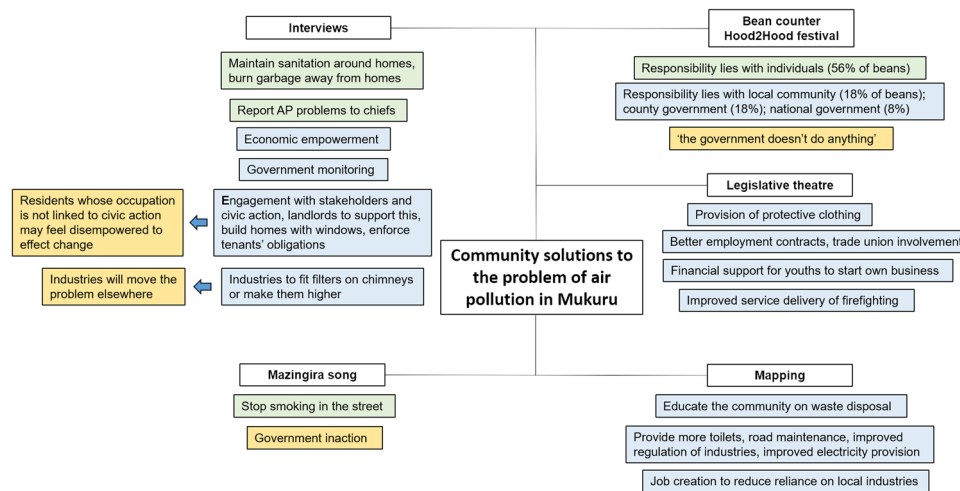 Interviews
Maintain sanitation around homes,
burn garbage away from homes
Report AP problems to chiefs
Economic empowerment
Government monitoring
Residents whose occupation
is not linked to civic action
may feel disempowered to
effect change
Engagement with stakeholders and
civic action, landlords to support this,
build homes with windows, enforce
tenants' obligations
Industries will move the
problem elsewhere
Industries to fit filters on chimneys
or make them higher
Bean counter
Hood2Hood festival
Responsibility lies with individuals (56% of beans)
Responsibility lies with local community (18% of beans);
county government (18%); national government (8%)
‘the government doesn’t do anything’
Legislative theatre
Provision of protective clothing
Better employment contracts, trade union involvement
Financial support for youths to start own business
Improved service delivery of firefighting
Community solutions to
the problem of air
pollution in Mukuru
Mazingira song
Stop smoking in the street
Government inaction
Mapping
Educate the community on waste disposal
Provide more toilets, road maintenance, improved
regulation of industries, improved electricity provision
Job creation to reduce reliance on local industries